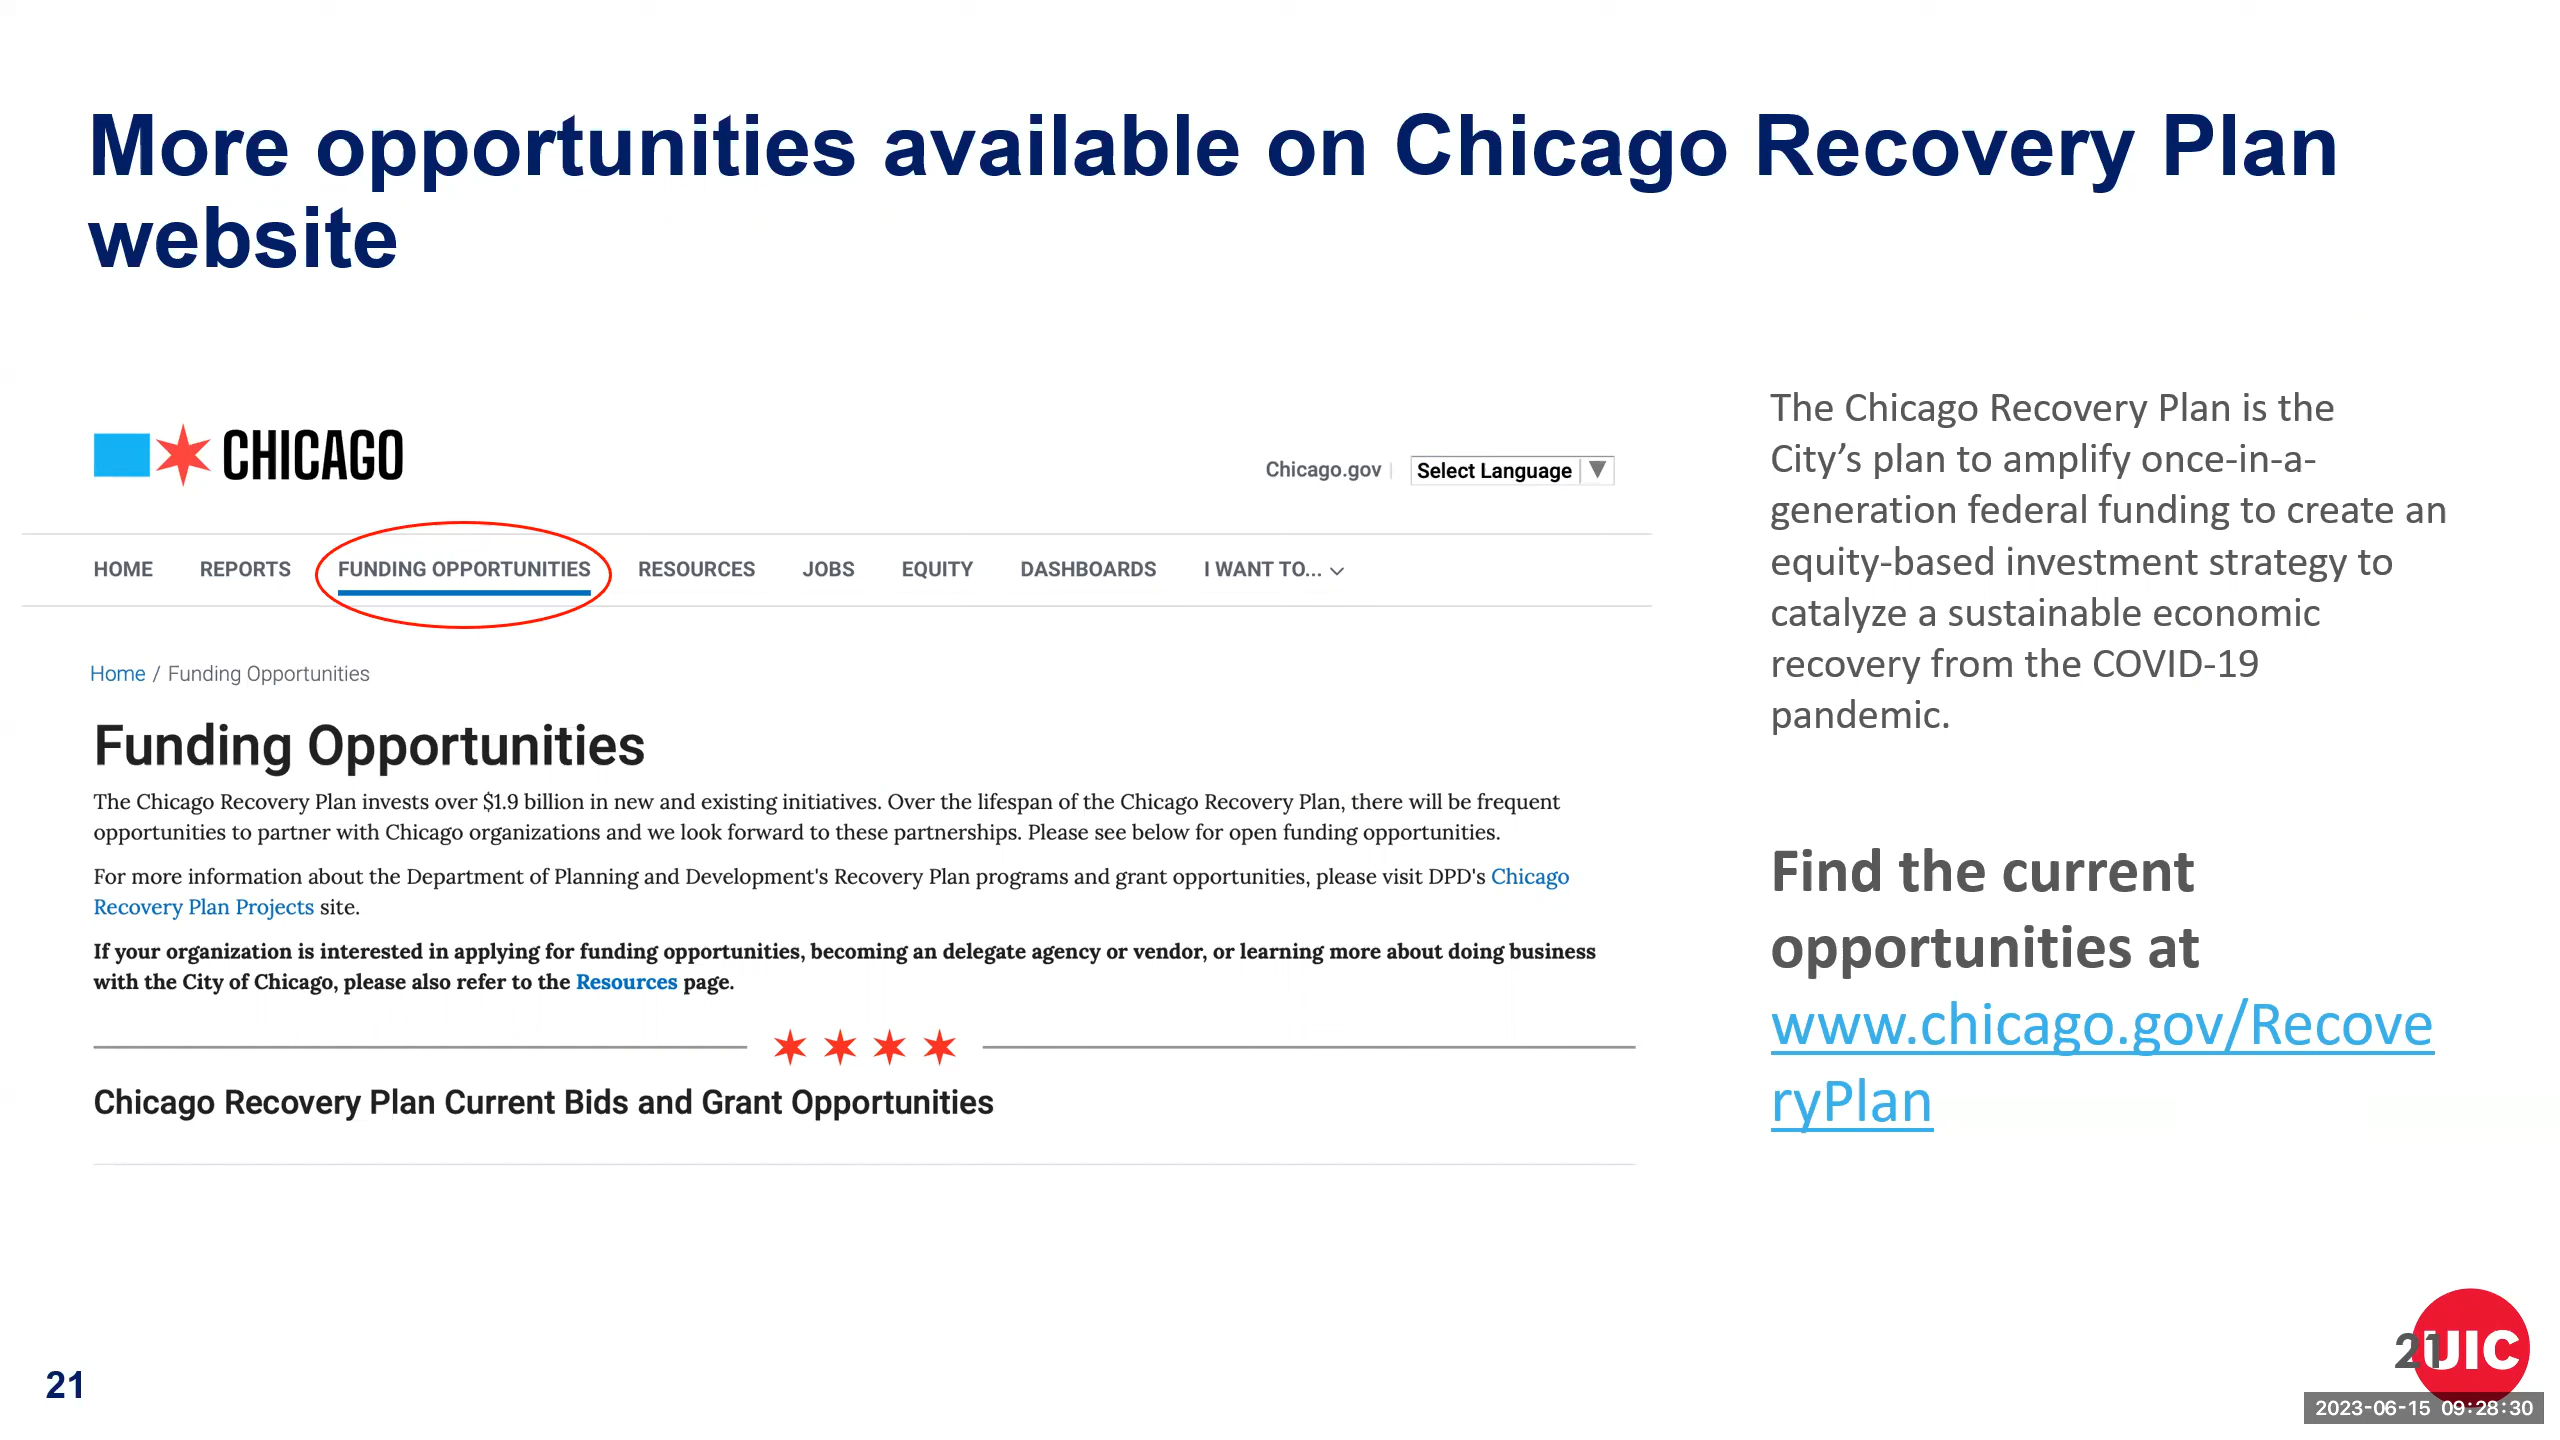 More opportunities available on Chicago Recovery Plan
website
CHICAGO
Chicago.gov
Select Language ▼
HOME REPORTS FUNDING OPPORTUNITIES RESOURCES JOBS EQUITY DASHBOARDS I WANT TO...
Home / Funding Opportunities
Funding Opportunities
The Chicago Recovery Plan invests over $1.9 billion in new and existing initiatives. Over the lifespan of the Chicago Recovery Plan, there will be frequent
opportunities to partner with Chicago organizations and we look forward to these partnerships. Please see below for open funding opportunities.
For more information about the Department of Planning and Development's Recovery Plan programs and grant opportunities, please visit DPD's Chicago
Recovery Plan Projects site.
If your organization is interested in applying for funding opportunities, becoming an delegate agency or vendor, or learning more about doing business
with the City of Chicago, please also refer to the Resources page.
Chicago Recovery Plan Current Bids and Grant Opportunities
The Chicago Recovery Plan is the
City’s plan to amplify once-in-a-
generation federal funding to create an
equity-based investment strategy to
catalyze a sustainable economic
recovery from the COVID-19
pandemic.
Find the current
opportunities at
www.chicago.gov/Recove
ryPlan
21
21
UIC
2023-06-15 09:28:30